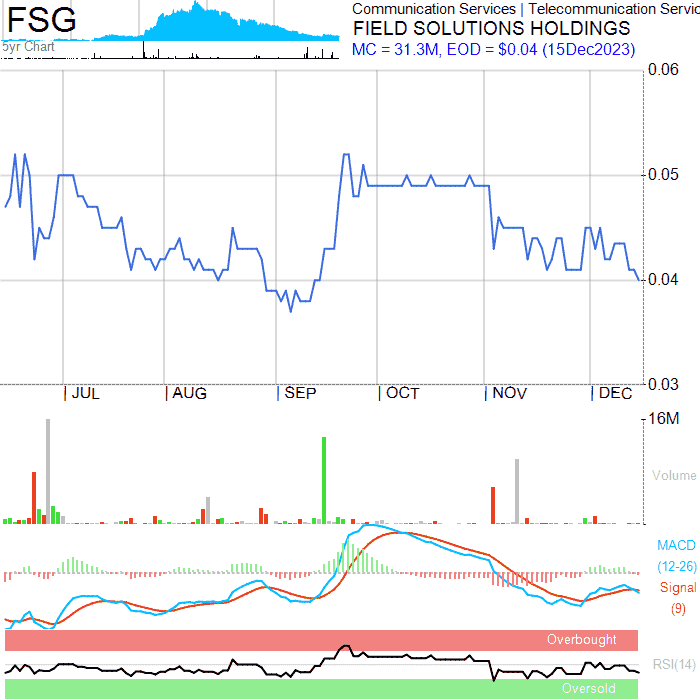 FSG
5yr Chart
Communication Services | Telecommunication Servic
FIELD SOLUTIONS HOLDINGS
MC = 31.3M, EOD = $0.04 (15Dec2023)
0.06
0.05
0.04
0.03
JUL AUG SEP OCT NOV DEC
16M
Volume
MACD
(12-26)
Signal
(9)
Overbought
RSI(14)
Oversold